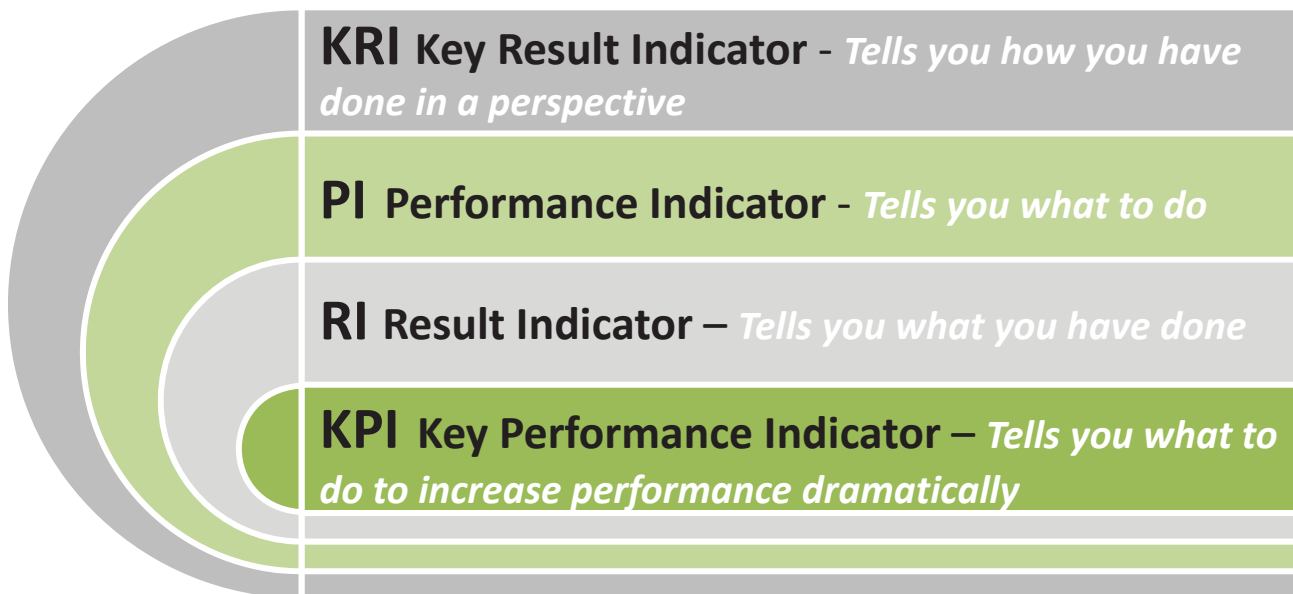 KRI Key Result Indicator - Tells you how you have
done in a perspective
PI Performance Indicator - Tells you what to do
RI Result Indicator – Tells you what you have done
KPI Key Performance Indicator – Tells you what to
do to increase performance dramatically